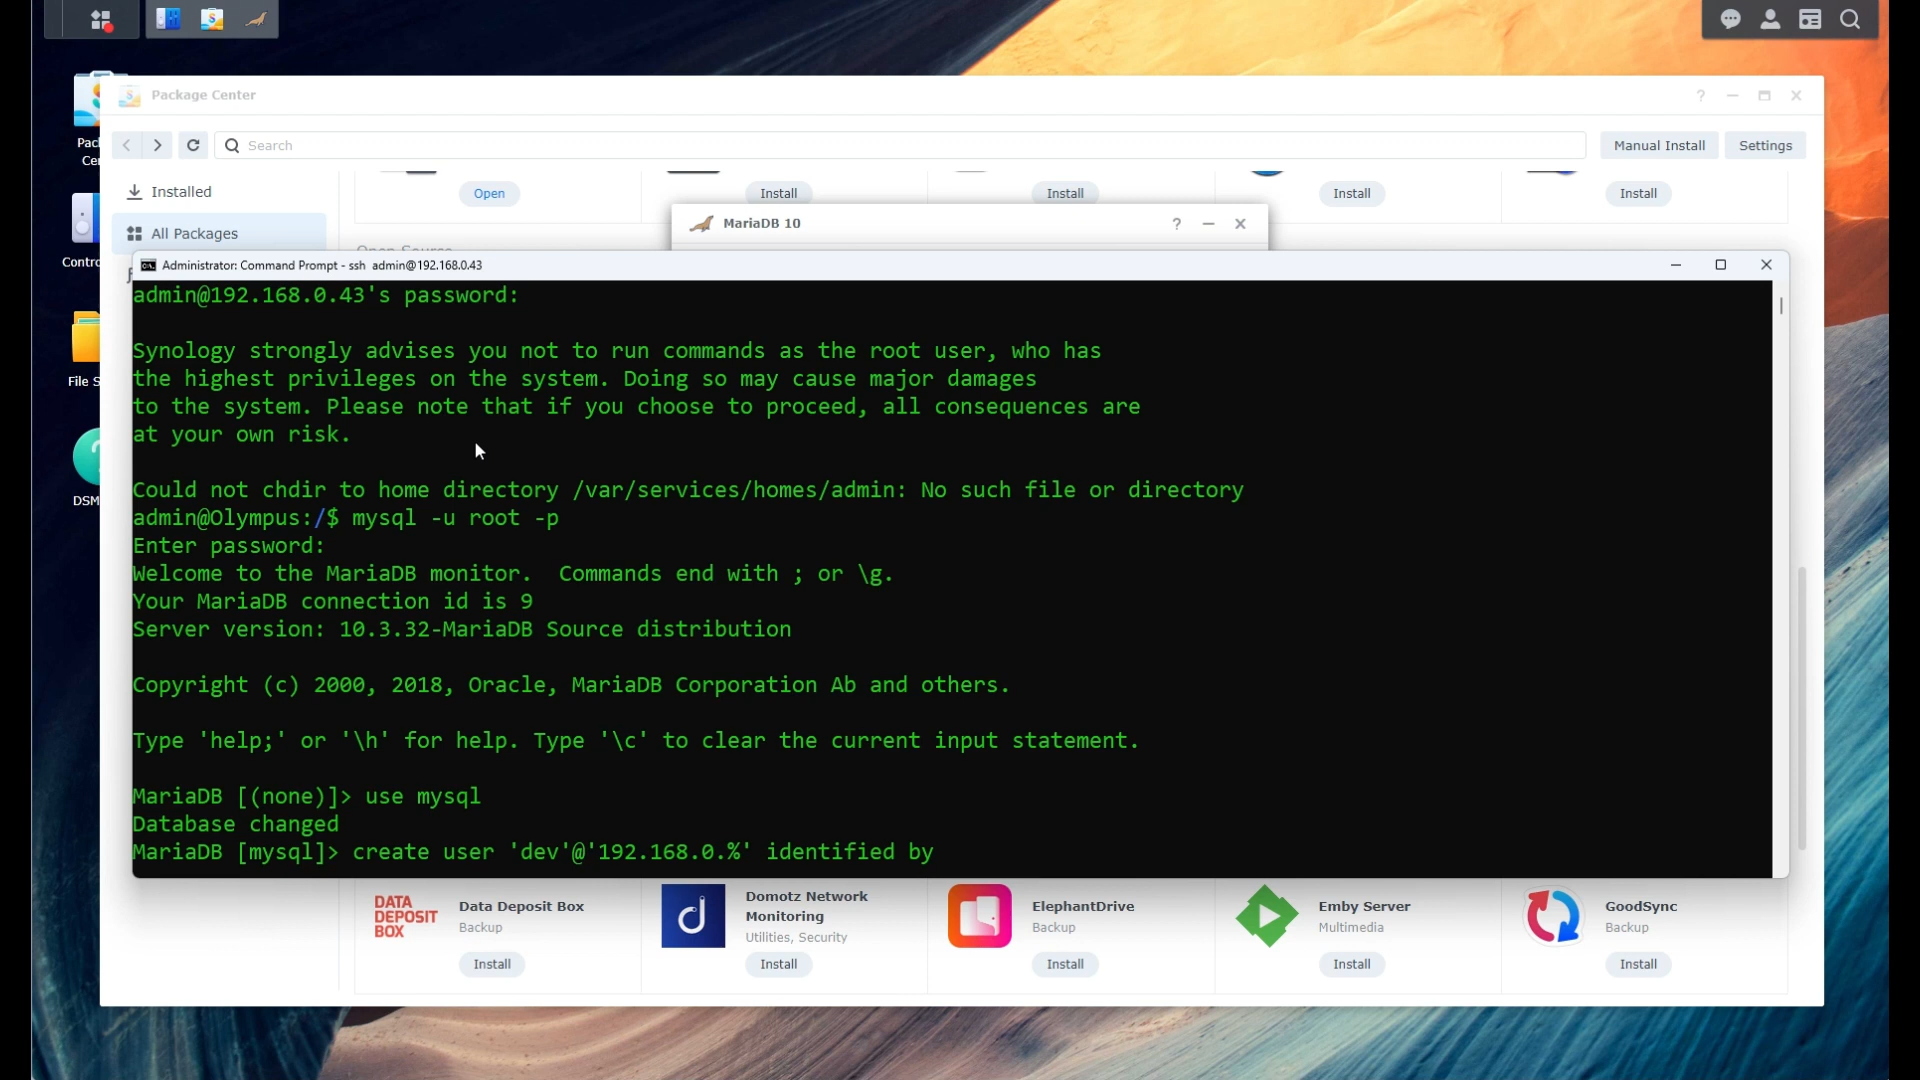 Package Center
Search
Manual Install
Settings
Installed
All Packages
Open
Install
Install
Install
Install
MariaDB 10
Administrator: Command Prompt - ssh admin@192.168.0.43
admin@192.168.0.43's password:
Synology strongly advises you not to run commands as the root user, who has
the highest privileges on the system. Doing so may cause major damages
to the system. Please note that if you choose to proceed, all consequences are
at your own risk.
Could not chdir to home directory /var/services/homes/admin: No such file or directory
admin@Olympus:/$ mysql -u root -p
Enter password:
Welcome to the MariaDB monitor.  Commands end with ; or \g.
Your MariaDB connection id is 9
Server version: 10.3.32-MariaDB Source distribution
Copyright (c) 2000, 2018, Oracle, MariaDB Corporation Ab and others.
Type 'help;' or '\h' for help. Type '\c' to clear the current input statement.
MariaDB [(none)]> use mysql
Database changed
MariaDB [mysql]> create user 'dev'@'192.168.0.%' identified by
DATA
DEPOSIT
BOX
Data Deposit Box
Backup
Install
Domotz Network
Monitoring
Utilities, Security
Install
ElephantDrive
Backup
Install
Emby Server
Multimedia
Install
GoodSync
Backup
Install
Pac
Ce
Contro
File S
DSM